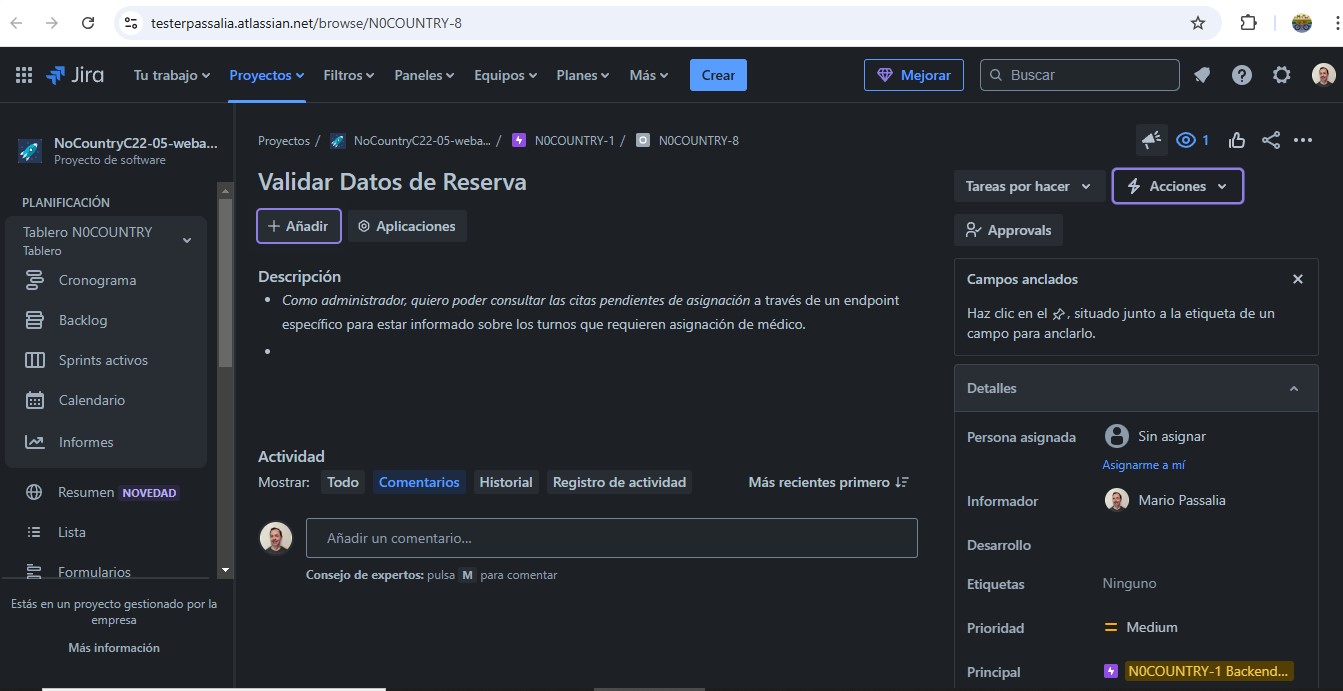 testerpassalia.atlassian.net/browse/N0COUNTRY-8
Jira
Tu trabajo
Proyectos
Filtros
Paneles
Equipos
Planes
Más
Crear
Mejorar
Buscar
NoCountryC22-05-weba...
Proyecto de software
PLANIFICACIÓN
Tablero N0COUNTRY
Tablero
Cronograma
Backlog
Sprints activos
Calendario
Informes
Resumen NOVEDAD
Lista
Formularios
Estás en un proyecto gestionado por la
empresa
Más información
Proyectos / NoCountryC22-05-weba... / N0COUNTRY-1 / N0COUNTRY-8
1
Validar Datos de Reserva
+ Añadir
Aplicaciones
Descripción
• Como administrador, quiero poder consultar las citas pendientes de asignación a través de un endpoint
específico para estar informado sobre los turnos que requieren asignación de médico.
•
Actividad
Mostrar: Todo Comentarios Historial Registro de actividad Más recientes primero
Añadir un comentario...
Consejo de expertos: pulsa M para comentar
Tareas por hacer
Acciones
Approvals
Campos anclados
Haz clic en el , situado junto a la etiqueta de un
campo para anclarlo.
Detalles
Persona asignada Sin asignar
Asignarme a mí
Informador Mario Passalia
Desarrollo
Etiquetas Ninguno
Prioridad Medium
Principal N0COUNTRY-1 Backend...